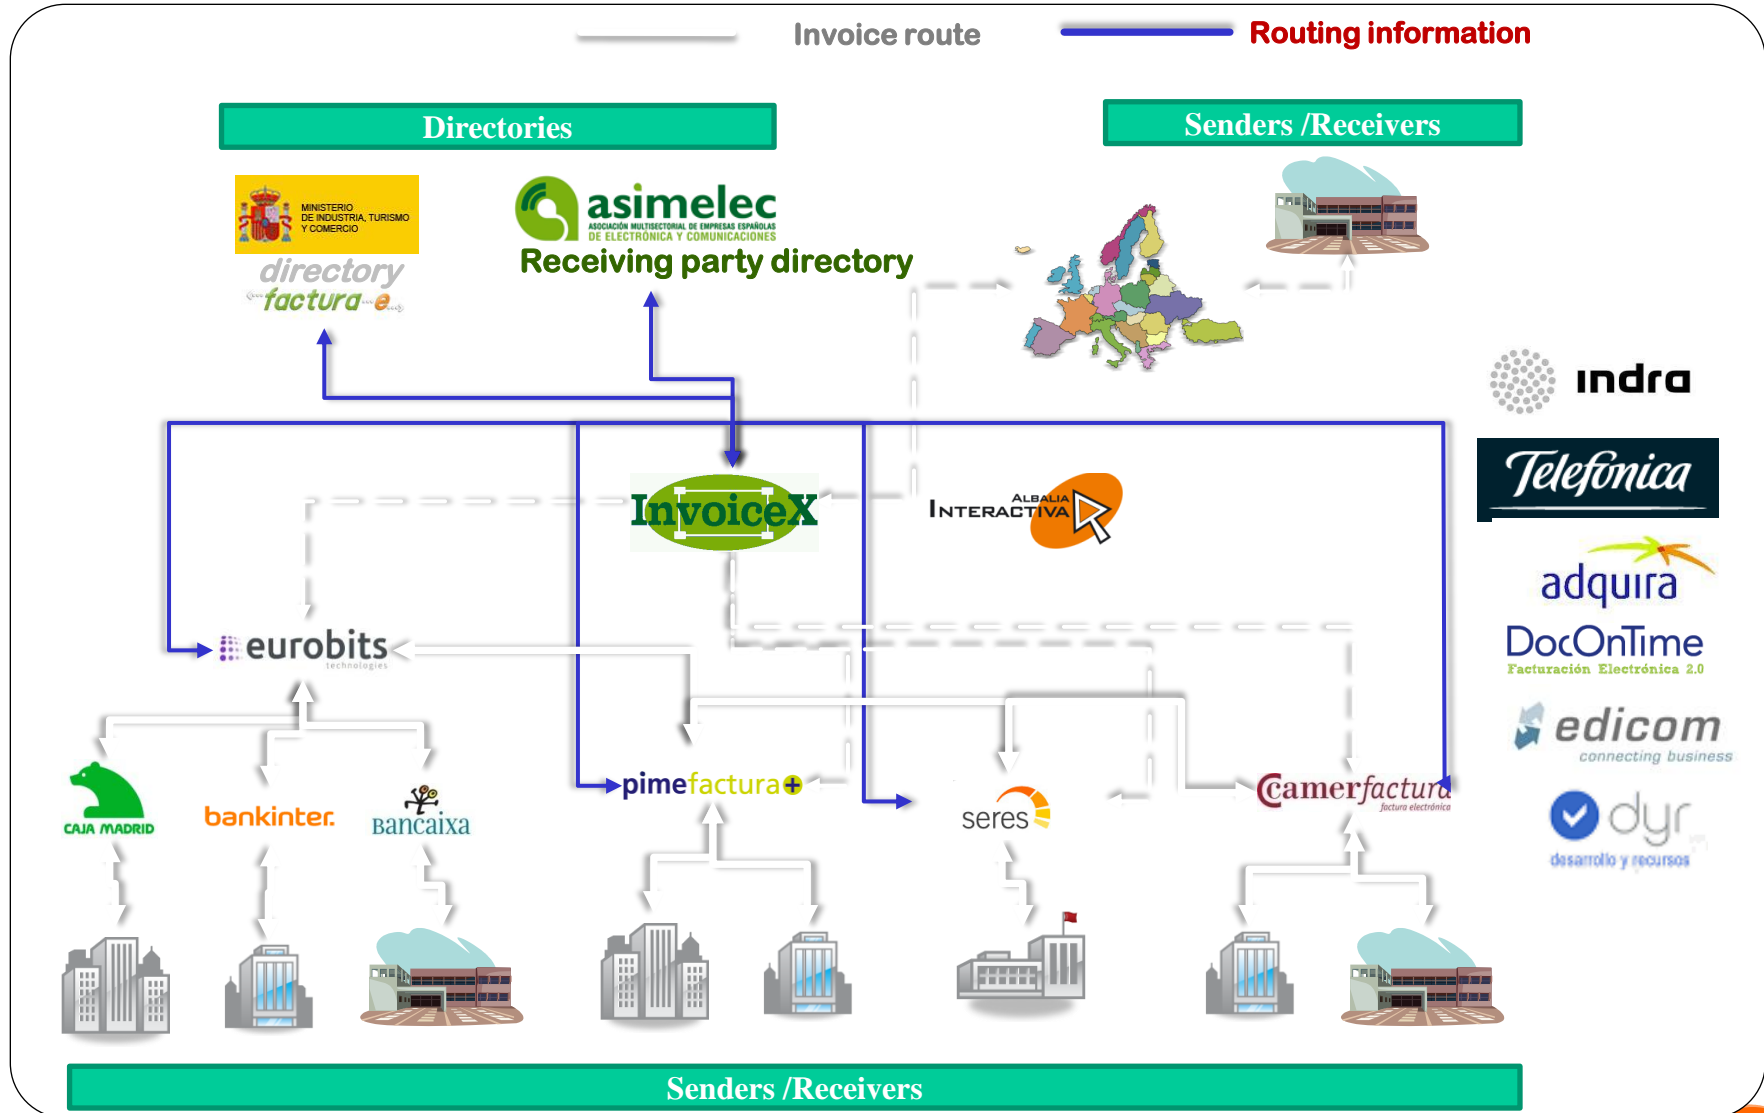 Invoice route
Routing information
Directories
Senders /Receivers
MINISTERIO
DE INDUSTRIA, TURISMO
Y COMERCIO
directory
factura-e
asimelec
ASOCIACIÓN MULTISECTORIAL DE EMPRESAS ESPAÑOLAS
DE ELECTRÓNICA Y COMUNICACIONES
Receiving party directory
indra
Telefónica
InvoiceX
ALBALIA
INTERACTIVA
adquira
DocOnTime
Facturación Electrónica 2.0
eurobits
technologies
edicom
connecting business
CAJA MADRID
bankinter.
BANCAIXA
pimefactura+
seres
Camerfactura
factura electrónica
dyr
desarrollo y recursos
Senders /Receivers